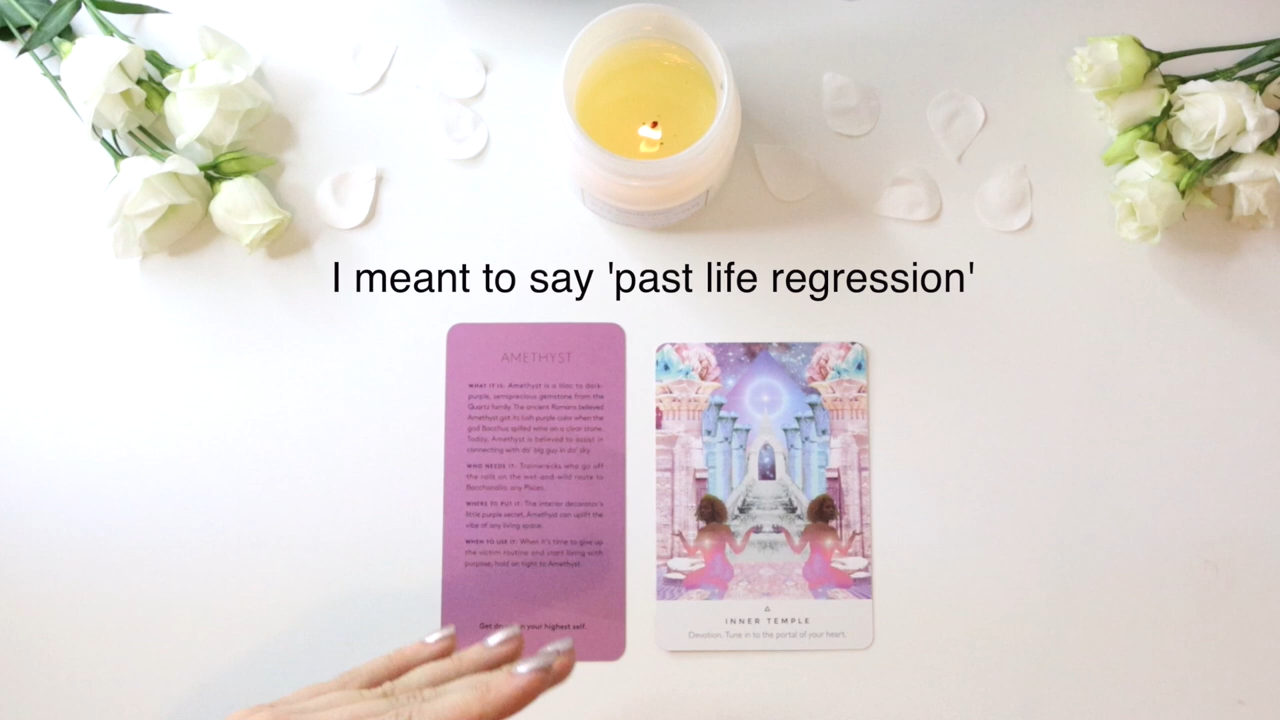 I meant to say 'past life regression'
AMETHYST
WHAT IT IS: Amethyst is a lilac to dark-
purple, semiprecious gemstone from the
Quartz family. The ancient Romans believed
Amethyst got its lush purple color when the
god Bacchus spilled wine on a clear stone.
Today, Amethyst is believed to assist in
connecting with da' big guy in da' sky.
WHO NEEDS IT: Trainwrecks who go off
the rails on the wet-and-wild route to
Bacchanalia, any Pisces.
WHERE TO PUT IT: The interior decorator's
little purple secret, Amethyst can uplift the
vibe of any living space.
WHEN TO USE IT: When it's time to give up
the victim routine and start living with
purpose, hold on tight to Amethyst.
Get in your highest self.
INNER TEMPLE
Devotion. Tune in to the portal of your heart.